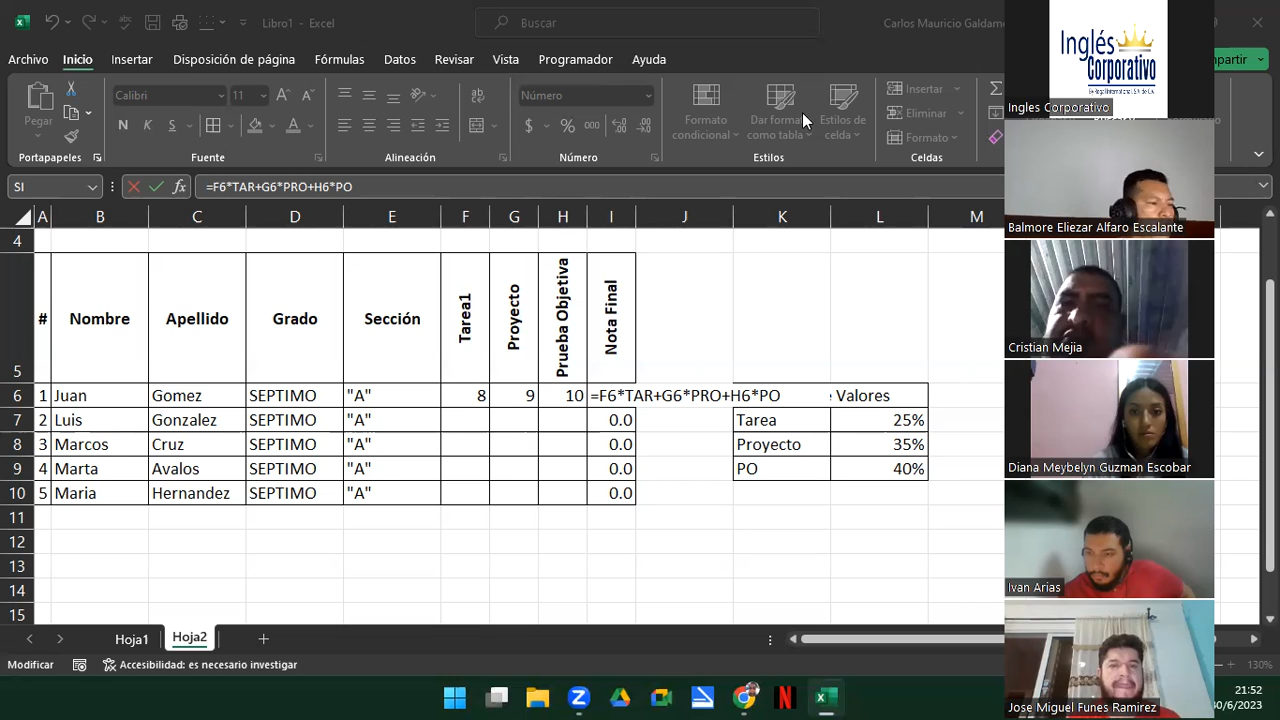 Libro1 - Excel
Buscar
Carlos Mauricio Galdam
Archivo Inicio Insertar Disposición de página Fórmulas Datos Revisar Vista Programador Ayuda
Pegar
Calibri 11
N K S
Número
$ % 000
Formato condicional
Dar formato como tabla
Estilos de celda
Insertar
Eliminar
Formato
Portapapeles Fuente Alineación Número Estilos Celdas
SI =F6*TAR+G6*PRO+H6*PO
A B C D E F G H I J K L M
4
5 # Nombre Apellido Grado Sección Tarea1 Proyecto Prueba Objetiva Nota Final
6 1 Juan Gomez SEPTIMO "A" 8 9 10 =F6*TAR+G6*PRO+H6*PO Valores
7 2 Luis Gonzalez SEPTIMO "A" 0.0 Tarea 25%
8 3 Marcos Cruz SEPTIMO "A" 0.0 Proyecto 35%
9 4 Marta Avalos SEPTIMO "A" 0.0 PO 40%
10 5 Maria Hernandez SEPTIMO "A" 0.0
11
12
13
14
15
Hoja1 Hoja2
Modificar Accesibilidad: es necesario investigar 130%
21:52
0/6/2023
Inglés
Corporativo
Ingles Corporativo
Balmore Eliezar Alfaro Escalante
Cristian Mejia
Diana Meybelyn Guzman Escobar
Ivan Arias
Jose Miguel Funes Ramirez